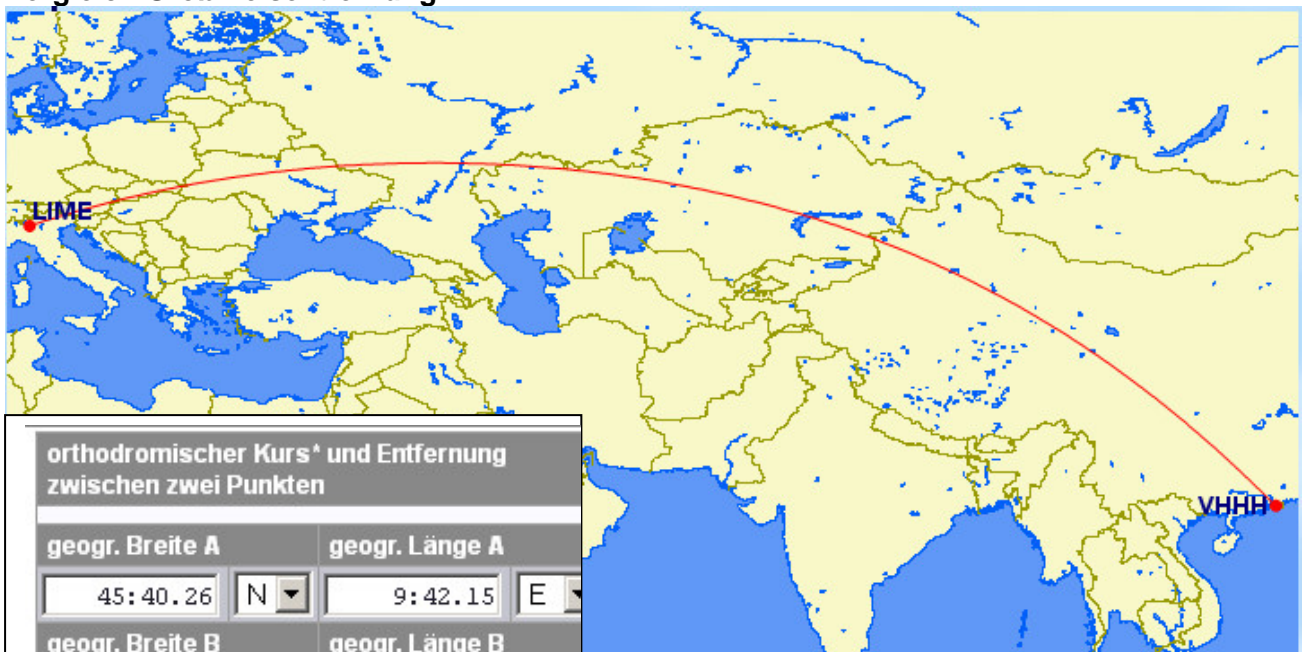 LIME
VHHH
orthodromischer Kurs* und Entfernung
zwischen zwei Punkten
geogr. Breite A geogr. Länge A
45:40.26 N 9:42.15 E
geogr. Breite B geogr. Länge B